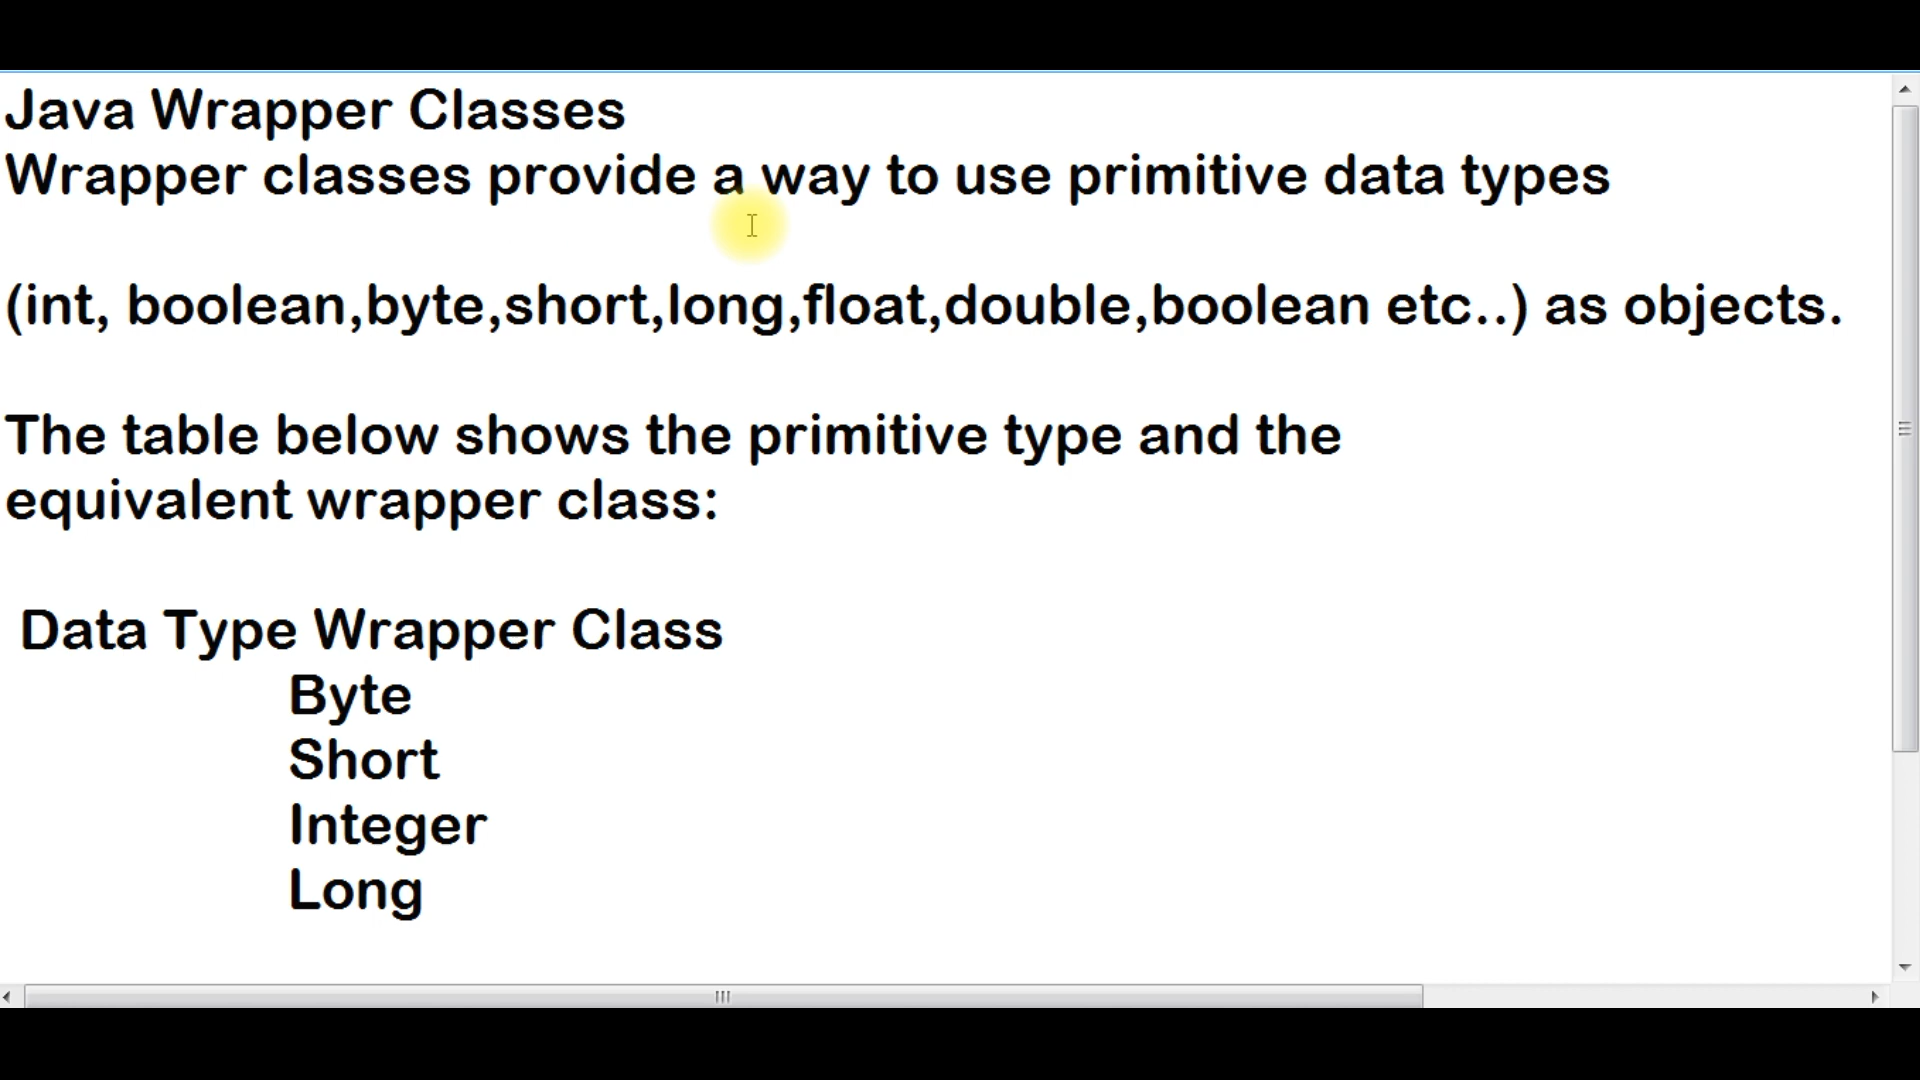 Java Wrapper Classes
Wrapper classes provide a way to use primitive data types
(int, boolean,byte,short,long,float,double,boolean etc..) as objects.
The table below shows the primitive type and the
equivalent wrapper class:
Data Type Wrapper Class
Byte
Short
Integer
Long